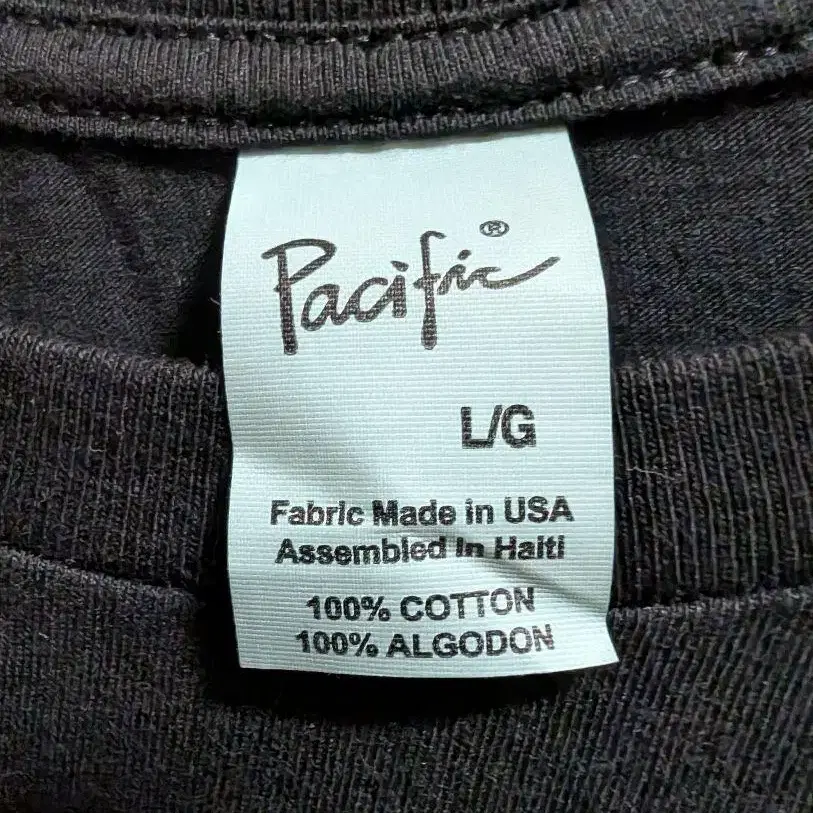 Pacific®
L/G
Fabric Made in USA
Assembled In Haiti
100% COTTON
100% ALGODON